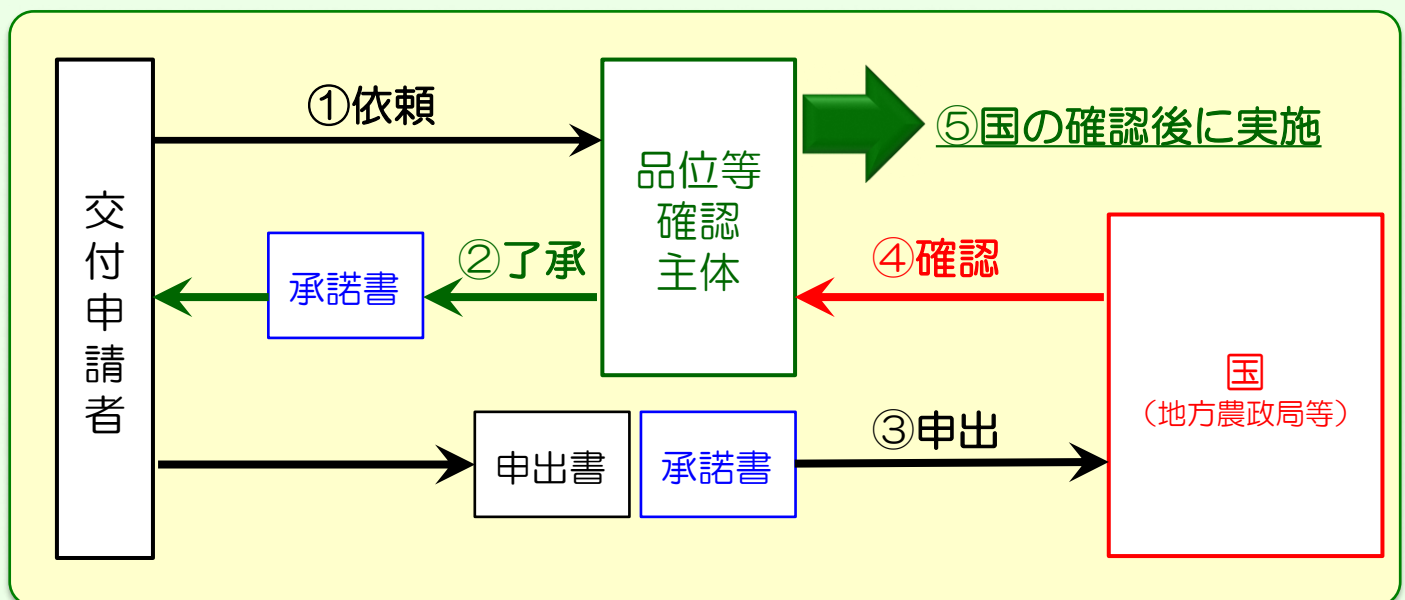 交付申請者
①依頼
品位等
確認
主体
⑤国の確認後に実施
承諾書
②了承
④確認
国
（地方農政局等）
申出書
承諾書
③申出